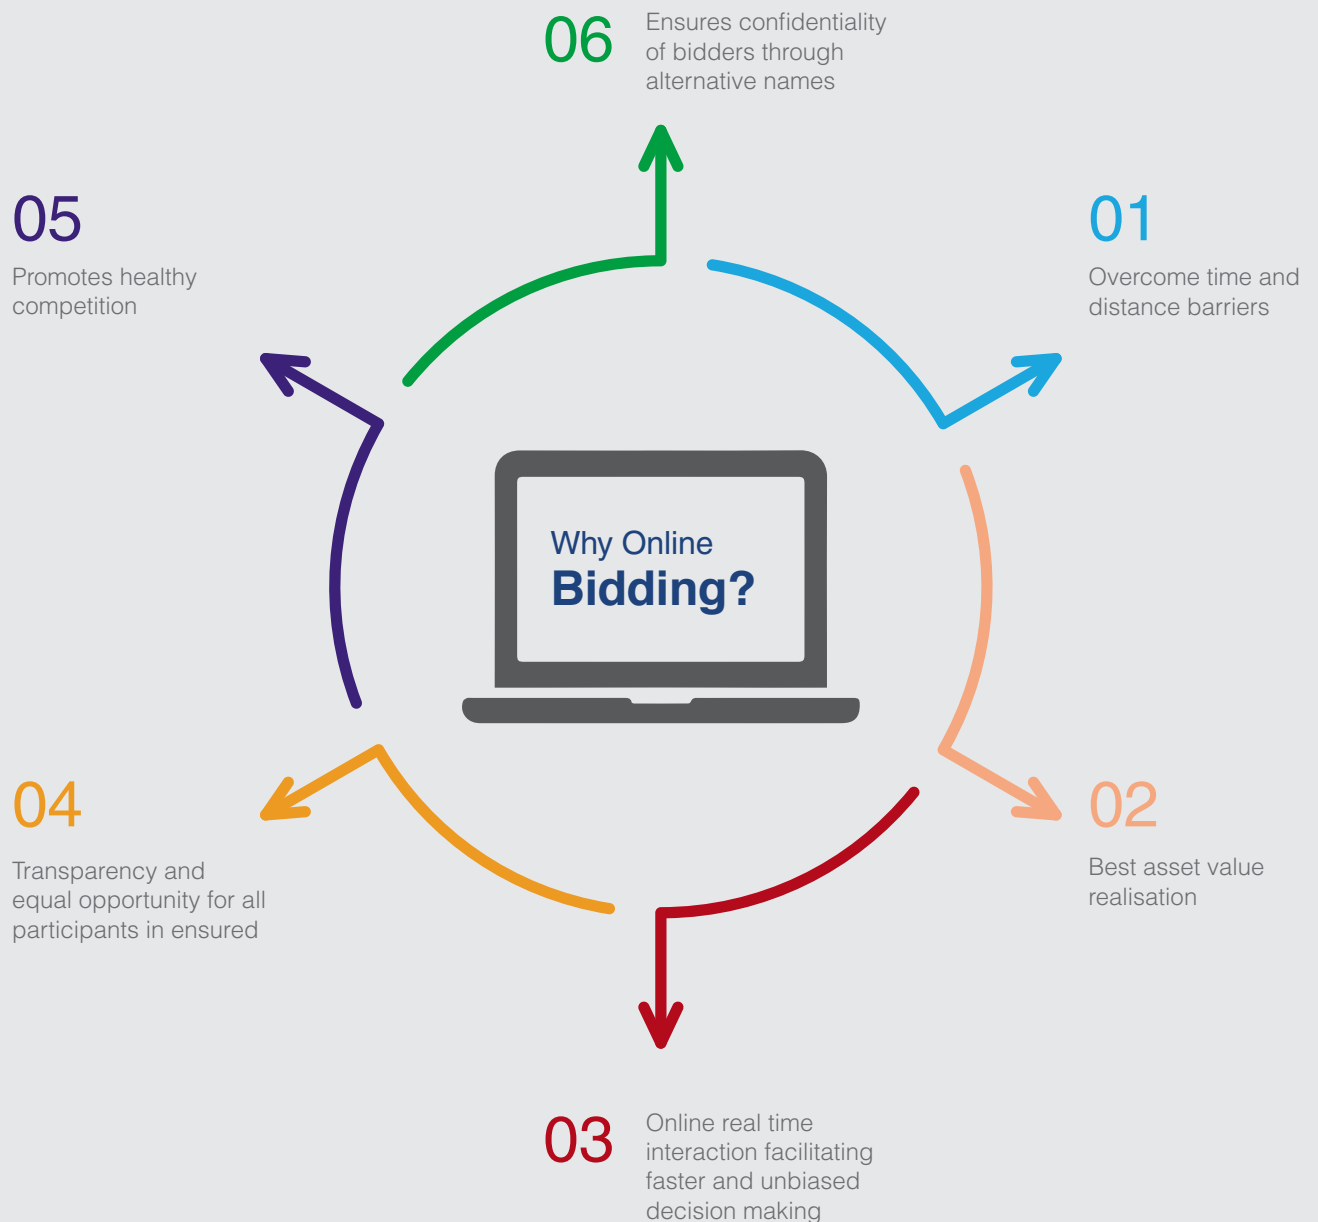 Why Online
Bidding?
01
Overcome time and
distance barriers
02
Best asset value
realisation
03
Online real time
interaction facilitating
faster and unbiased
decision making
04
Transparency and
equal opportunity for all
participants in ensured
05
Promotes healthy
competition
06
Ensures confidentiality
of bidders through
alternative names